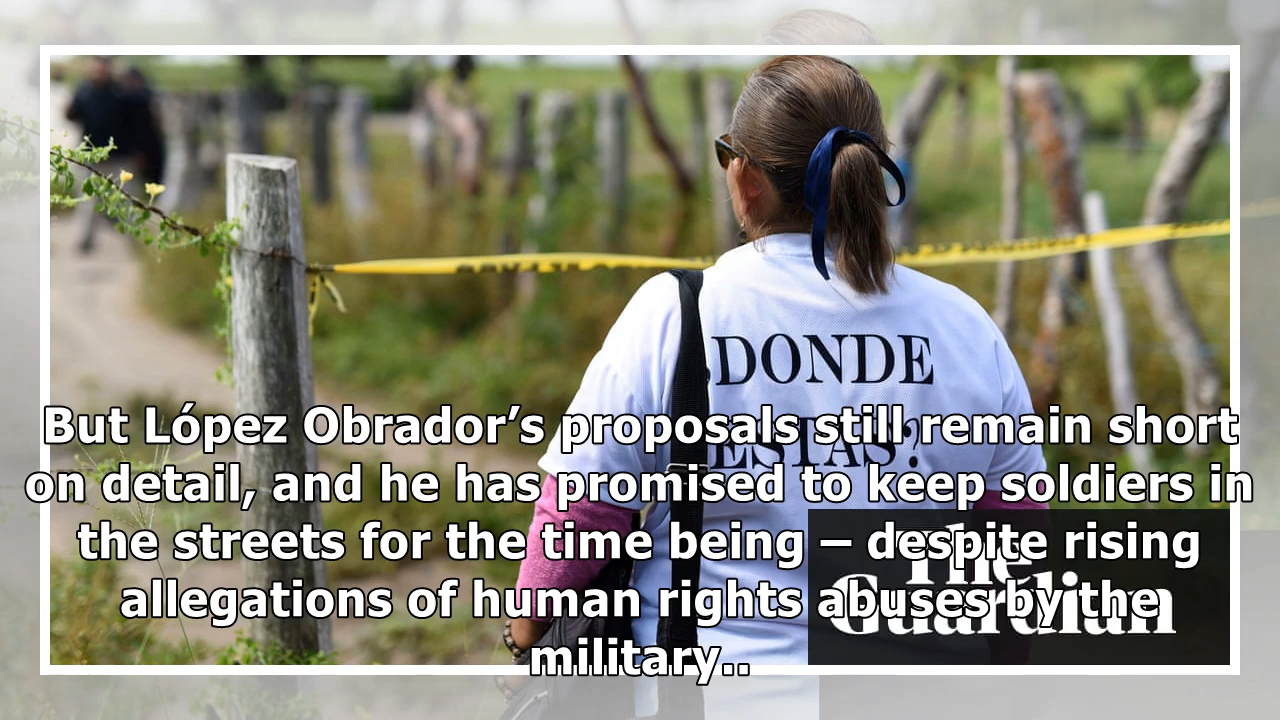 DONDE
ESTAS?
But López Obrador’s proposals still remain short
on detail, and he has promised to keep soldiers in
the streets for the time being – despite rising
allegations of human rights abuses by the
military..
The
Guardian